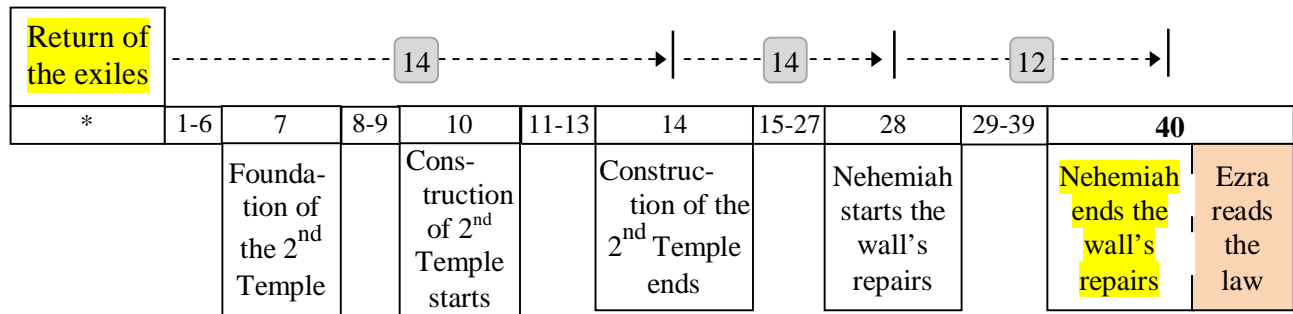 Return of
the exiles
14
14
12
* 1-6 7 8-9 10 11-13 14 15-27 28 29-39 40
Founda-
tion of
the 2nd
Temple
Cons-
truction
of 2nd
Temple
starts
Construc-
tion of the
2nd Temple
ends
Nehemiah
starts the
wall's
repairs
Nehemiah
ends the
wall's
repairs
Ezra
reads
the
law